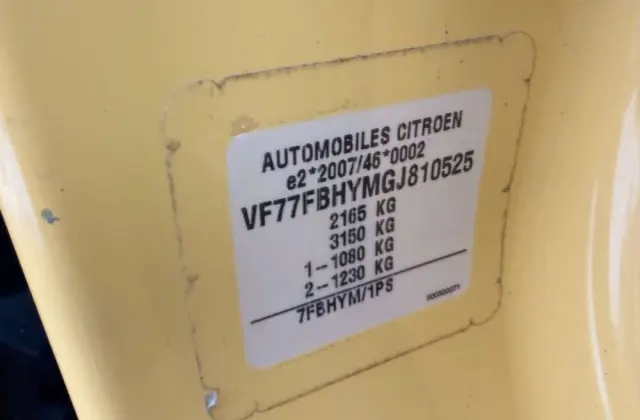 AUTOMOBILES CITROEN
e2*2007/46*0002
VF77FBHYMGJ810525
2165 KG
3150 KG
1-1080 KG
2-1230 KG
7FBHYM/1PS